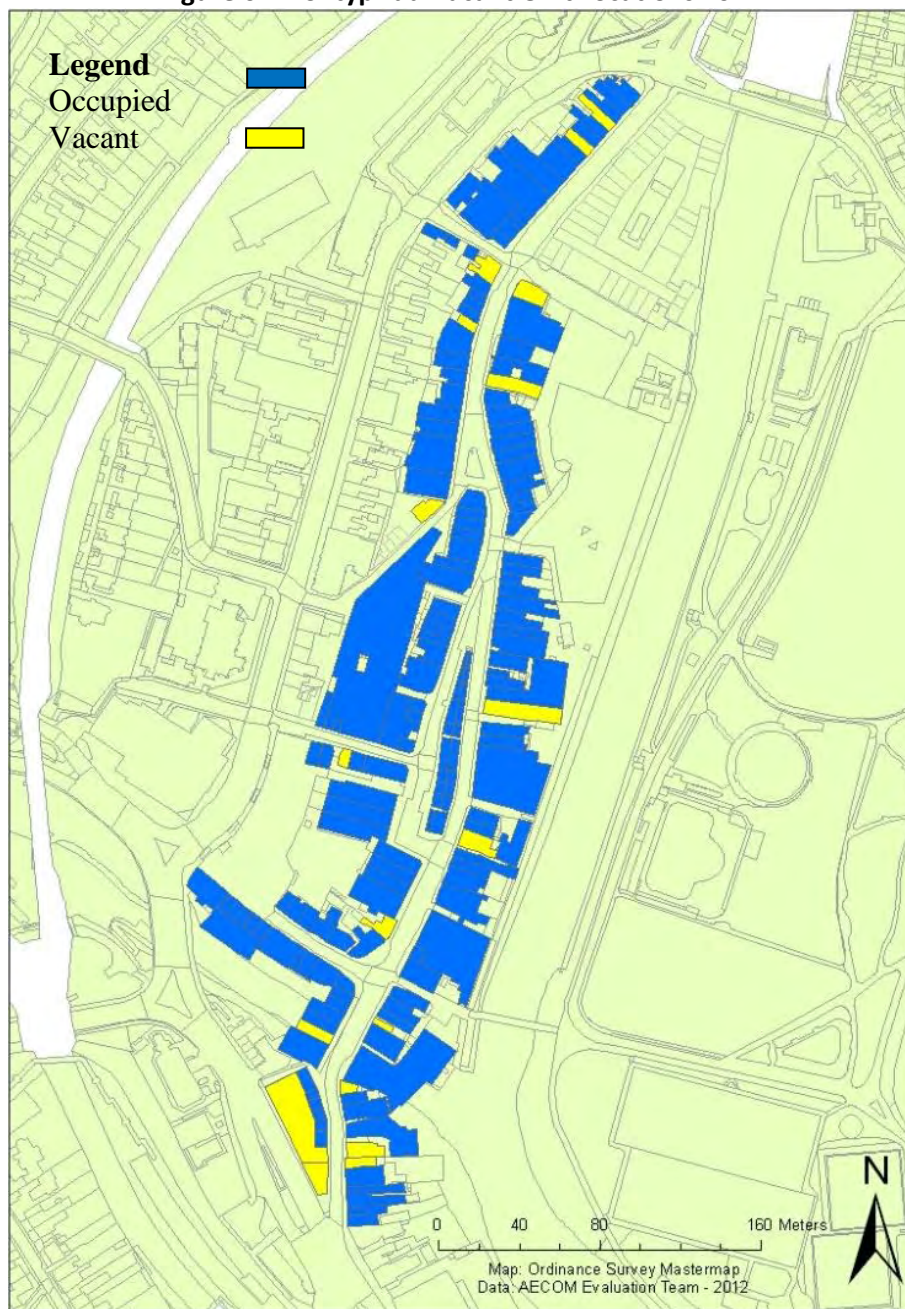 Legend
Occupied
Vacant
N
0 40 80 160 Meters
Map: Ordinance Survey Mastermap
Data: AECOM Evaluation Team - 2012